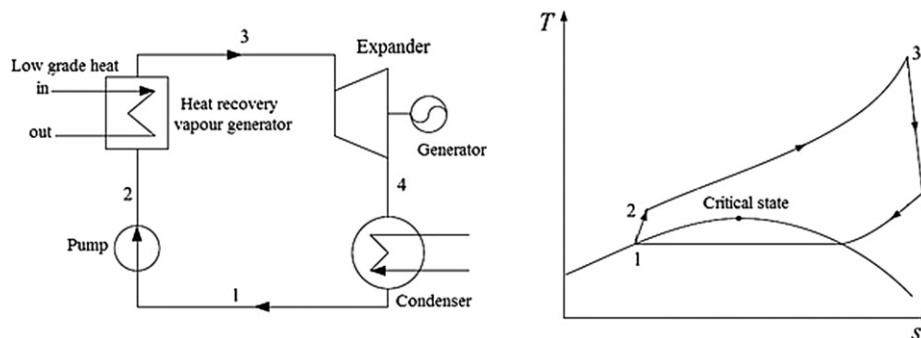 3
Expander
Low grade heat
in
Heat recovery
vapour generator
out
Generator
2
4
Pump
1
Condenser
T
3
Critical state
2
1
s